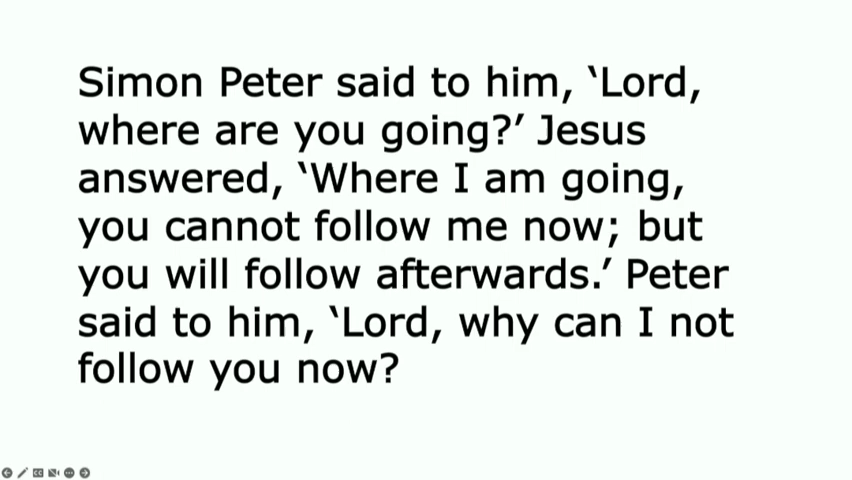 Simon Peter said to him, ‘Lord,
where are you going?’ Jesus
answered, ‘Where I am going,
you cannot follow me now; but
you will follow afterwards.’ Peter
said to him, ‘Lord, why can I not
follow you now?